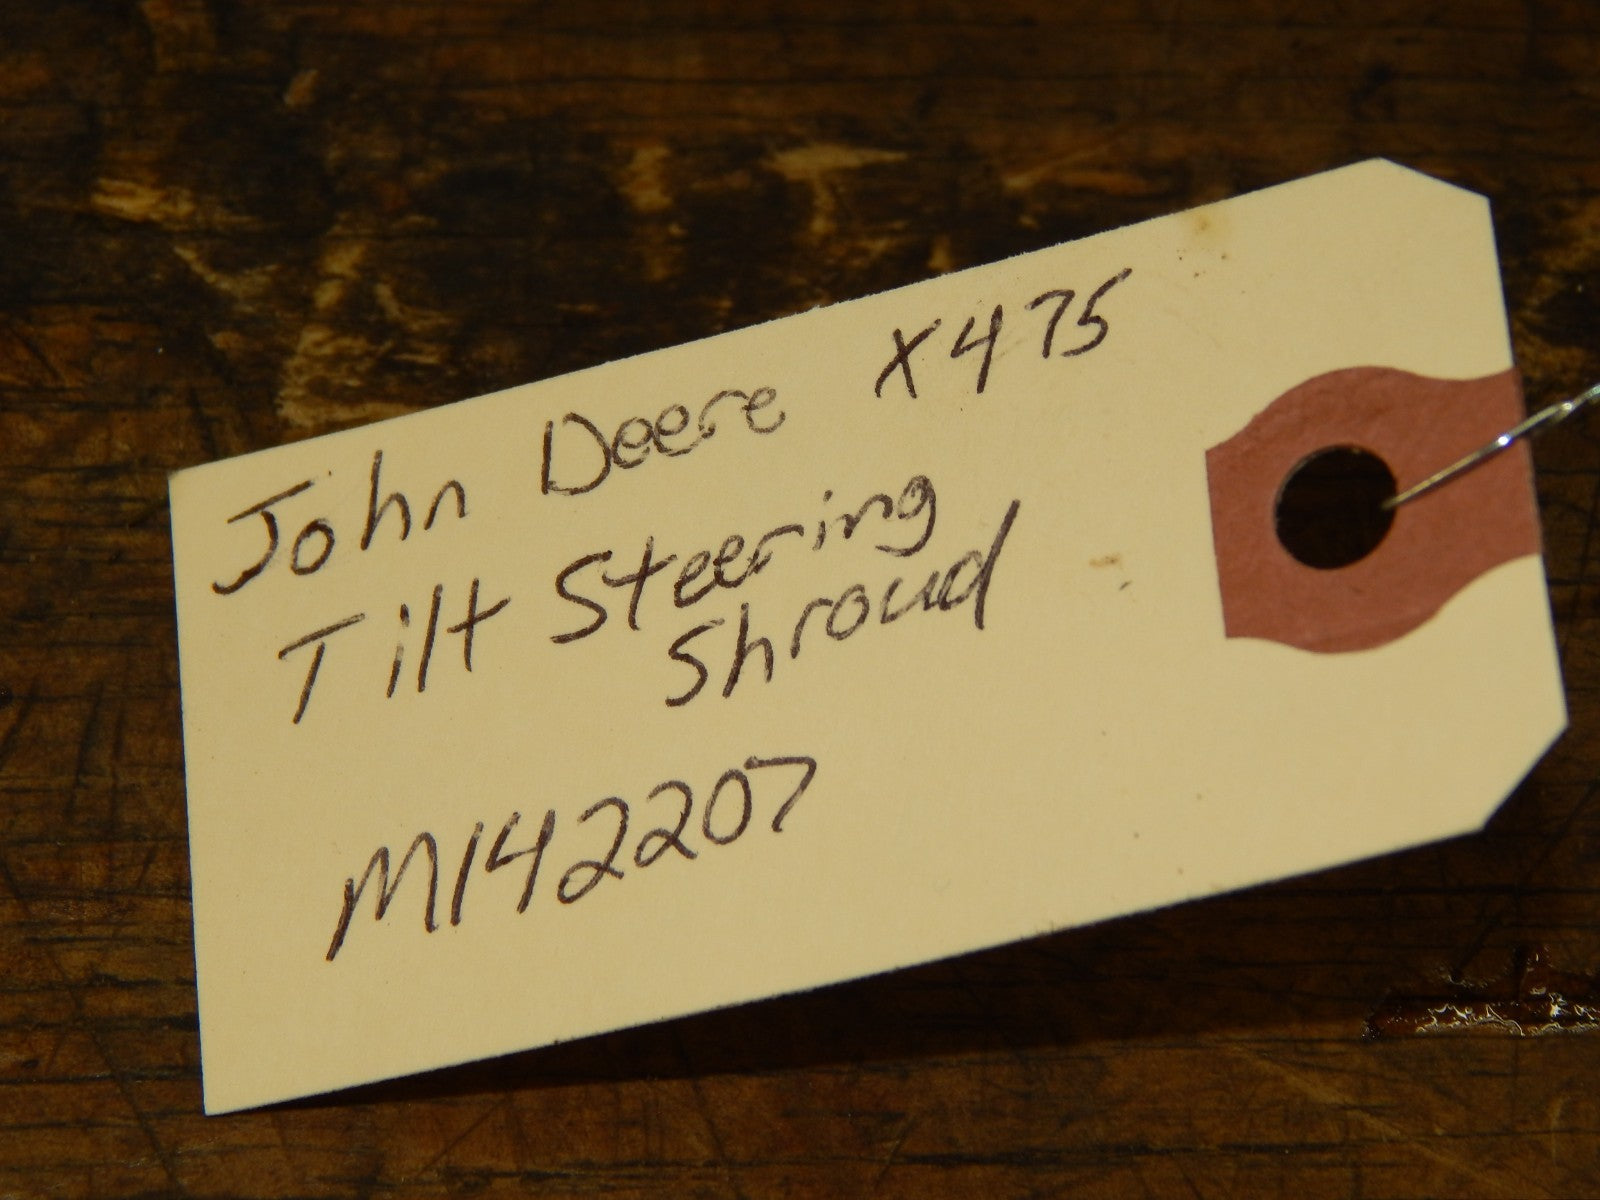 John Deere X475
Tilt Steering
Shroud
M142207